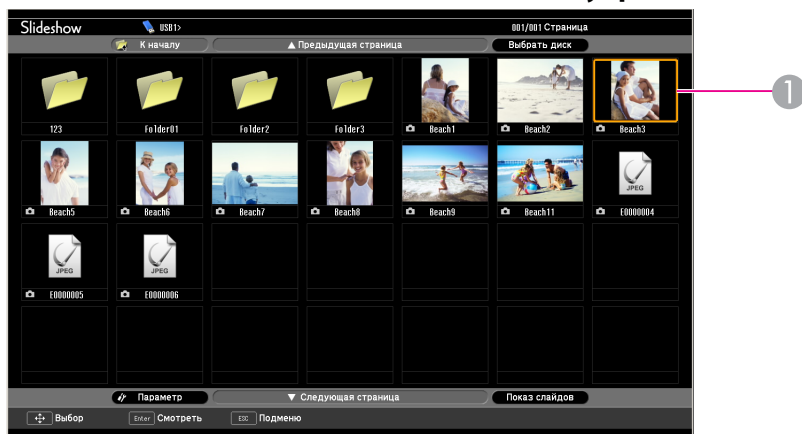 Slideshow USB1> 001/001 Страница
К началу ▲ Предыдущая страница Выбрать диск
123 Folder01 Folder2 Folder3 Beach1 Beach2 Beach3
1
JPEG
Beach5 Beach6 Beach7 Beach8 Beach9 Beach11 E0000004
JPEG JPEG
E0000005 E0000006
Параметр ▼ Следующая страница Показ слайдов
Выбор Enter Смотреть ESC Подменю